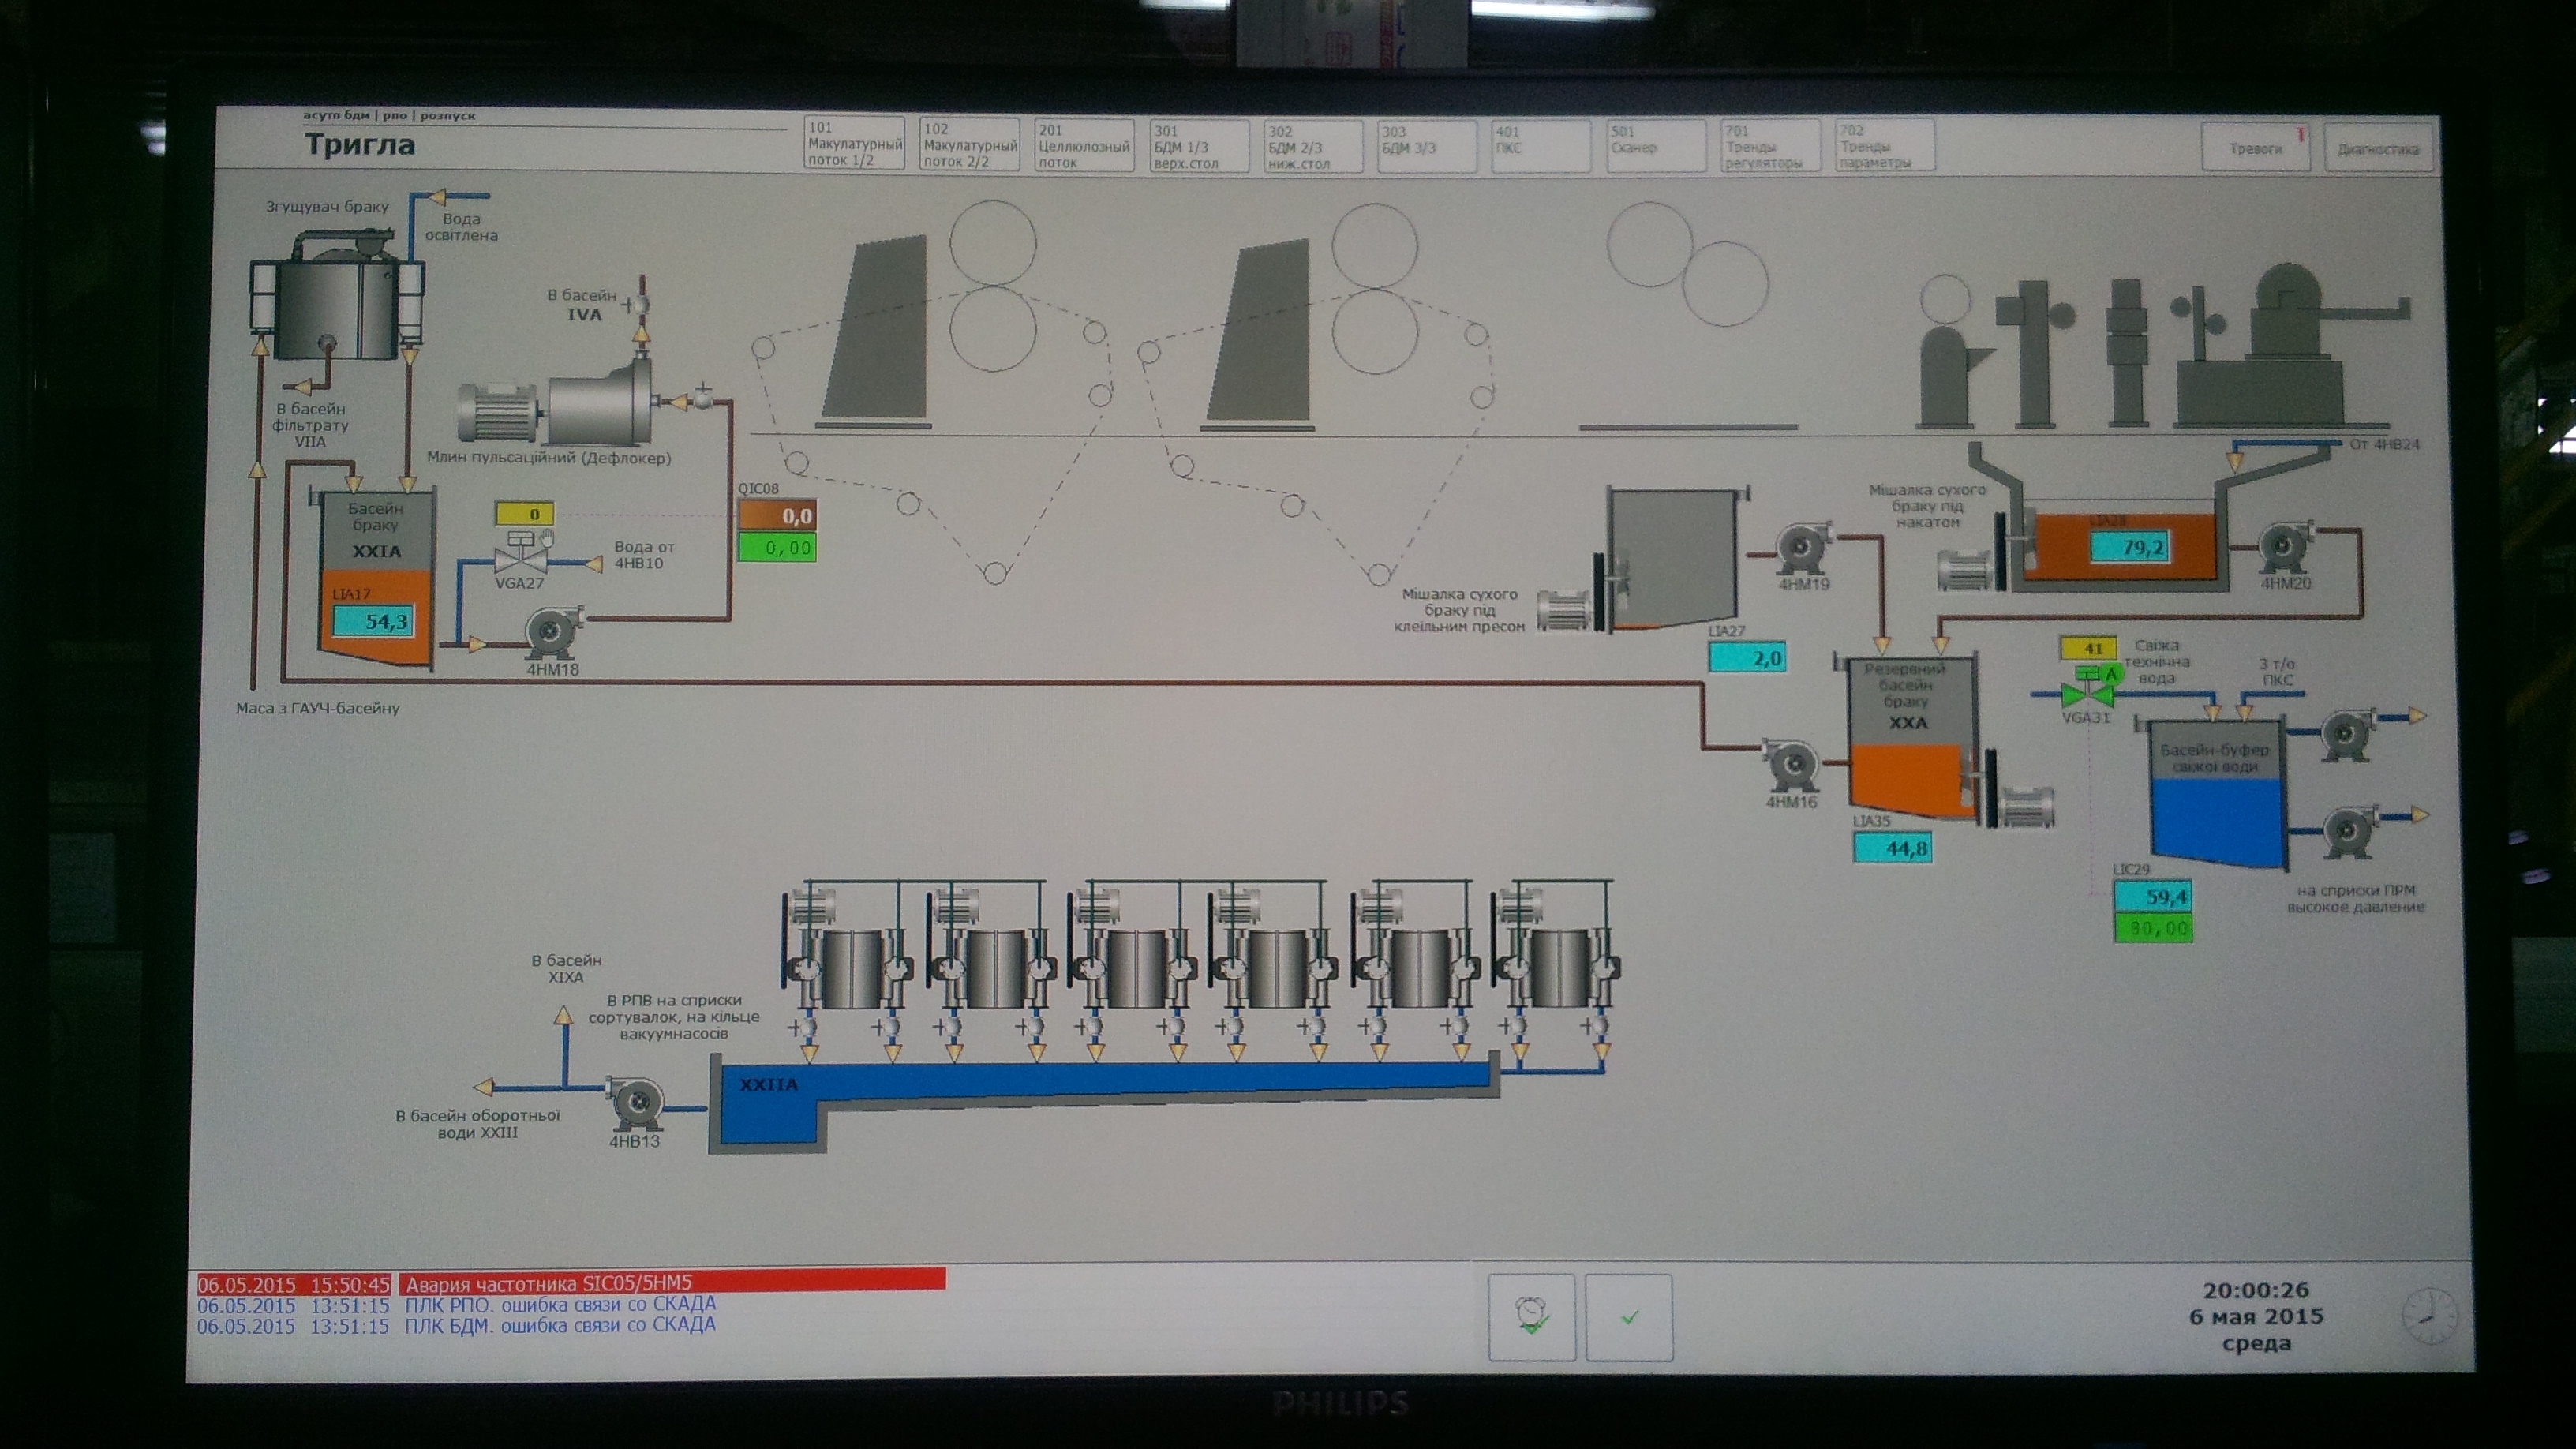 асутп бдм | рпо | розпуск
Тригла
101
Макулатурный
поток 1/2
102
Макулатурный
поток 2/2
201
Целлюлозный
поток
301
БДМ 1/3
верх.стол
302
БДМ 2/3
ниж.стол
303
БДМ 3/3
401
ПКС
501
Сканер
701
Тренды
регуляторы
702
Тренды
параметры
Тревоги
Диагностика
Згущувач браку
Вода
освітлена
В басейн
IVA
В басейн
фільтрату
VIIA
Млин пульсаційний (Дефлокер)
Басейн
браку
XXIA
LIA17
54,3
0
VGA27
Вода от
4НВ10
4НМ18
QIC08
0,0
0,00
Маса з ГАУЧ-басейну
Мішалка сухого
браку під
клеїльним пресом
LIA27
2,0
4НМ19
Мішалка сухого
браку під
накатом
От 4НВ24
LIA28
79,2
4НМ20
Резервний
басейн
браку
XXA
4НМ16
LIA35
44,8
41
VGA31
Свіжа
технічна
вода
З т/о
ПКС
Басейн-буфер
свіжої води
LIC29
59,4
80,00
на сприски ПРМ
высокое давление
В басейн
XIXA
В РПВ на сприски
сортувалок, на кільце
вакуумнасосів
В басейн оборотньої
води XXIII
4НВ13
XXIIA
06.05.2015 15:50:45 Авария частотника SIC05/5НМ5
06.05.2015 13:51:15 ПЛК РПО. ошибка связи со СКАДА
06.05.2015 13:51:15 ПЛК БДМ. ошибка связи со СКАДА
20:00:26
6 мая 2015
среда
PHILIPS